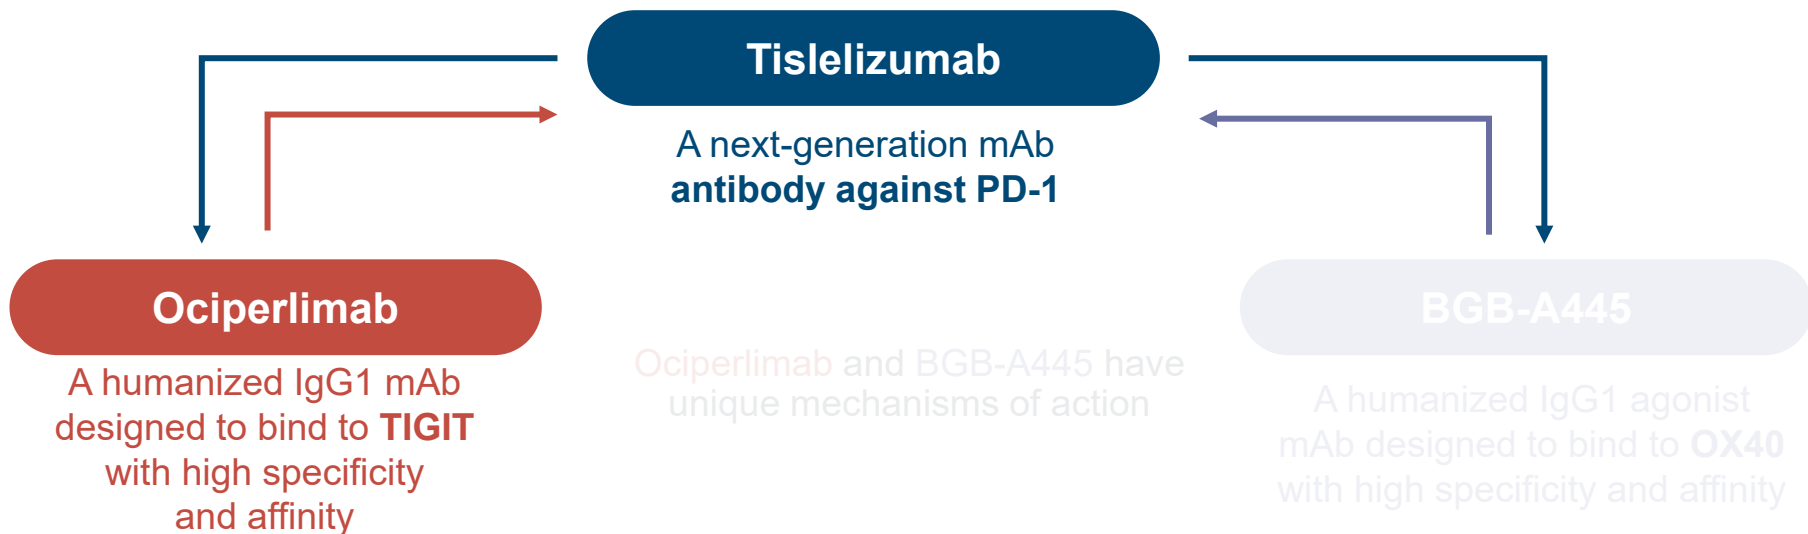 Tislelizumab
A next-generation mAb
antibody against PD-1
Ociperlimab
A humanized IgG1 mAb
designed to bind to TIGIT
with high specificity
and affinity
Ociperlimab and BGB-A445 have
unique mechanisms of action
BGB-A445
A humanized IgG1 agonist
mAb designed to bind to OX40
with high specificity and affinity